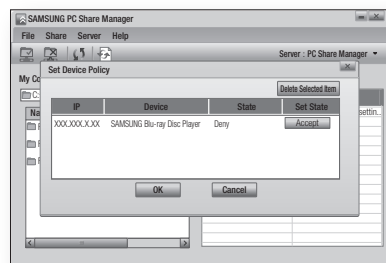 SAMSUNG PC Share Manager
File Share Server Help
Server : PC Share Manager
Set Device Policy
My Co
Delete Selected Item
C:
IP Device State Set State
Na
settin..
XXX.XXX.X.XX SAMSUNG Blu-ray Disc Player Deny Accept
F
F
F
OK Cancel